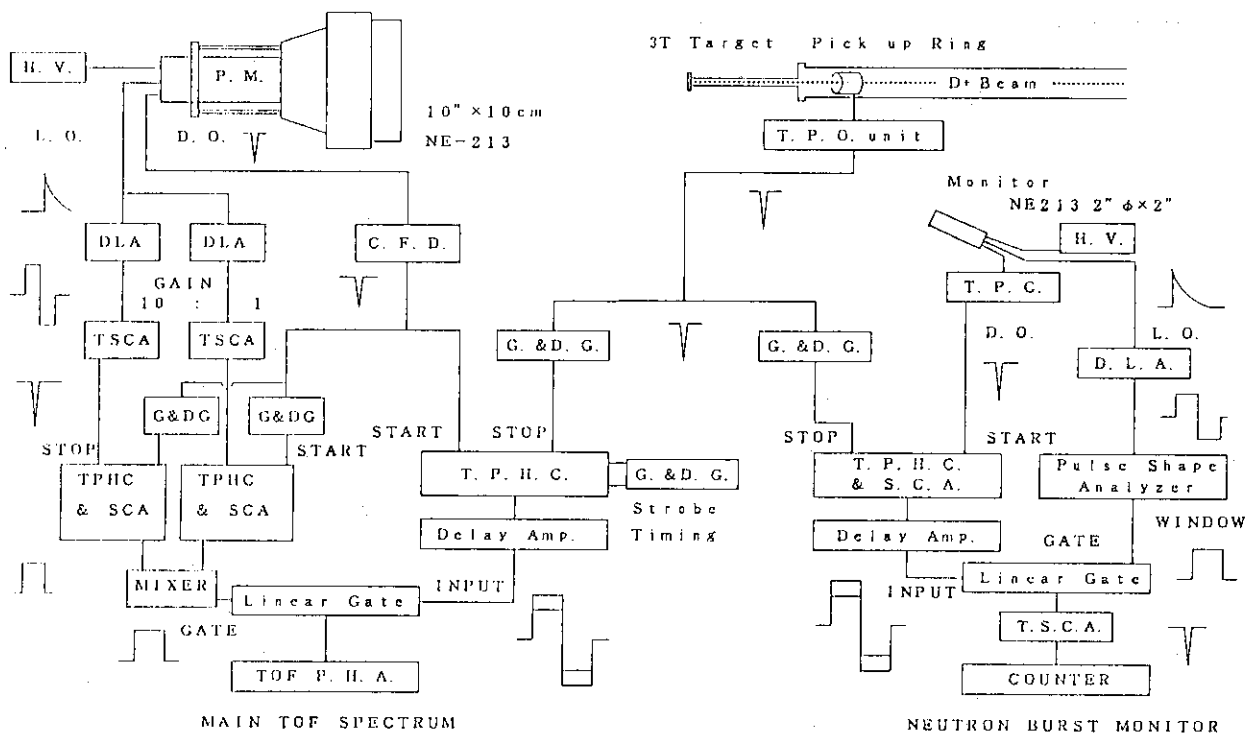 3T Target Pick up Ring
H. V.
P. M.
D+ Beam
10" ×10cm
NE-213
L. O.
D. O.
T. P. O. unit
Monitor
NE213 2" φ×2"
H. V.
DLA
DLA
C. F. D.
GAIN
10 : 1
T. P. C.
TSCA
TSCA
G. &D. G.
G. &D. G.
D. O.
L. O.
D. L. A.
G&DG
G&DG
STOP
START
START
STOP
STOP
START
TPHC
& SCA
TPHC
& SCA
T. P. H. C.
G. &D. G.
Strobe
Timing
T. P. H. C.
& S. C. A.
Pulse Shape
Analyzer
WINDOW
Delay Amp.
Delay Amp.
GATE
MIXER
Linear Gate
INPUT
INPUT
Linear Gate
GATE
T.S.C.A.
TOF P. H. A.
COUNTER
MAIN TOF SPECTRUM
NEUTRON BURST MONITOR